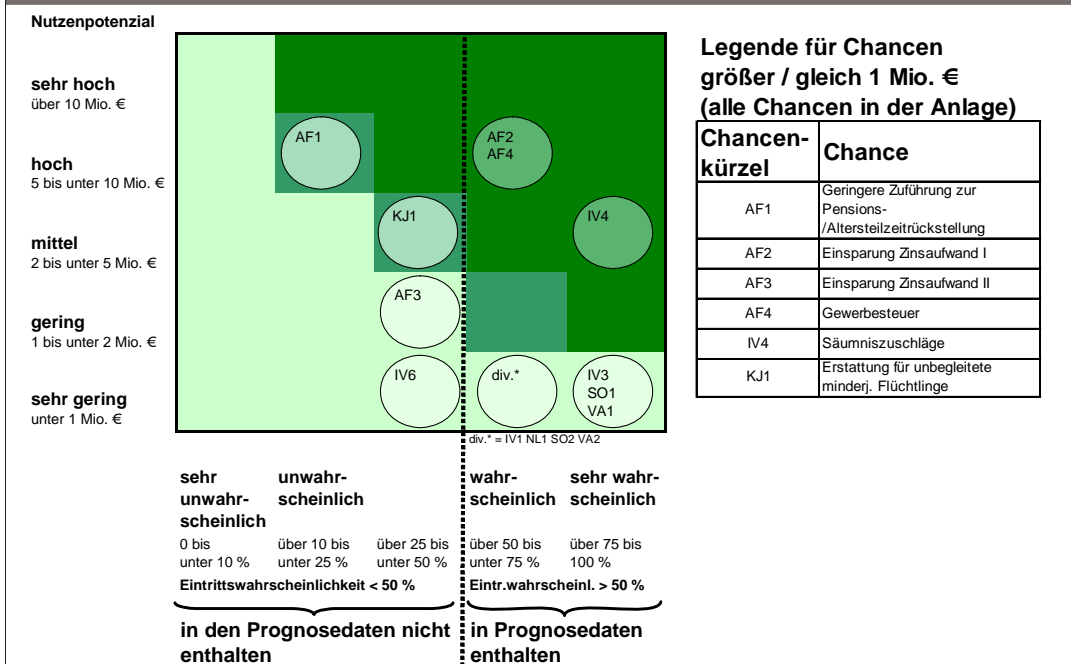 Nutzenpotenzial
sehr hoch
über 10 Mio. €
hoch
5 bis unter 10 Mio. €
mittel
2 bis unter 5 Mio. €
gering
1 bis unter 2 Mio. €
sehr gering
unter 1 Mio. €
AF1
AF2
AF4
KJ1
IV4
AF3
IV6
div.*
IV3
SO1
VA1
div.* = IV1 NL1 SO2 VA2
sehr
unwahr-
scheinlich
unwahr-
scheinlich
wahr-
scheinlich
sehr wahr-
scheinlich
0 bis
unter 10 %
über 10 bis
unter 25 %
über 25 bis
unter 50 %
über 50 bis
unter 75 %
über 75 bis
100 %
Eintrittswahrscheinlichkeit < 50 %
Eintr.wahrscheinl. > 50 %
in den Prognosedaten nicht
enthalten
in Prognosedaten
enthalten
Legende für Chancen
größer / gleich 1 Mio. €
(alle Chancen in der Anlage)
Chancen-
kürzel
Chance
AF1
Geringere Zuführung zur
Pensions-
/Altersteilzeitrückstellung
AF2
Einsparung Zinsaufwand I
AF3
Einsparung Zinsaufwand II
AF4
Gewerbesteuer
IV4
Säumniszuschläge
KJ1
Erstattung für unbegleitete
minderj. Flüchtlinge